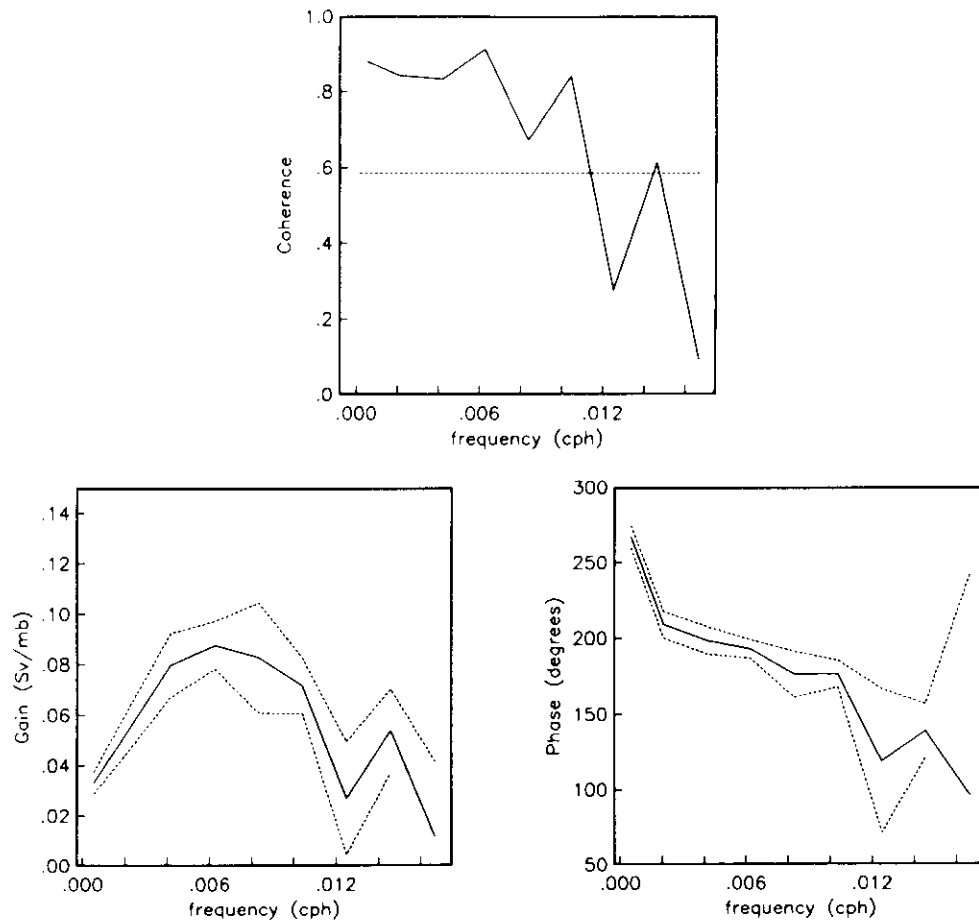 1.0
.8
.6
.4
.2
.0
Coherence
.000 .006 .012
frequency (cph)
.14
.12
.10
.08
.06
.04
.02
.00
Gain (Sv/mb)
.000 .006 .012
frequency (cph)
300
250
200
150
100
50
Phase (degrees)
.000 .006 .012
frequency (cph)